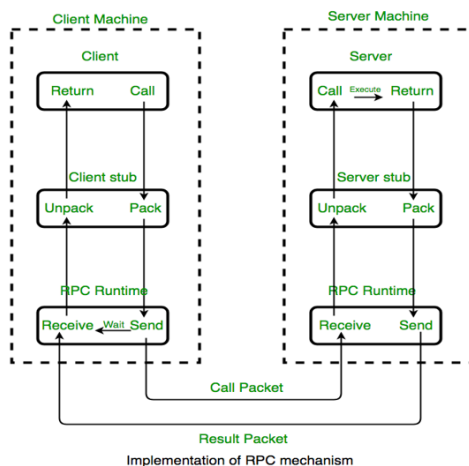 Client Machine
Server Machine
Client
Server
Return Call
Call Execute Return
Client stub
Server stub
Unpack Pack
Unpack Pack
RPC Runtime
RPC Runtime
Receive Wait Send
Receive Send
Call Packet
Result Packet
Implementation of RPC mechanism